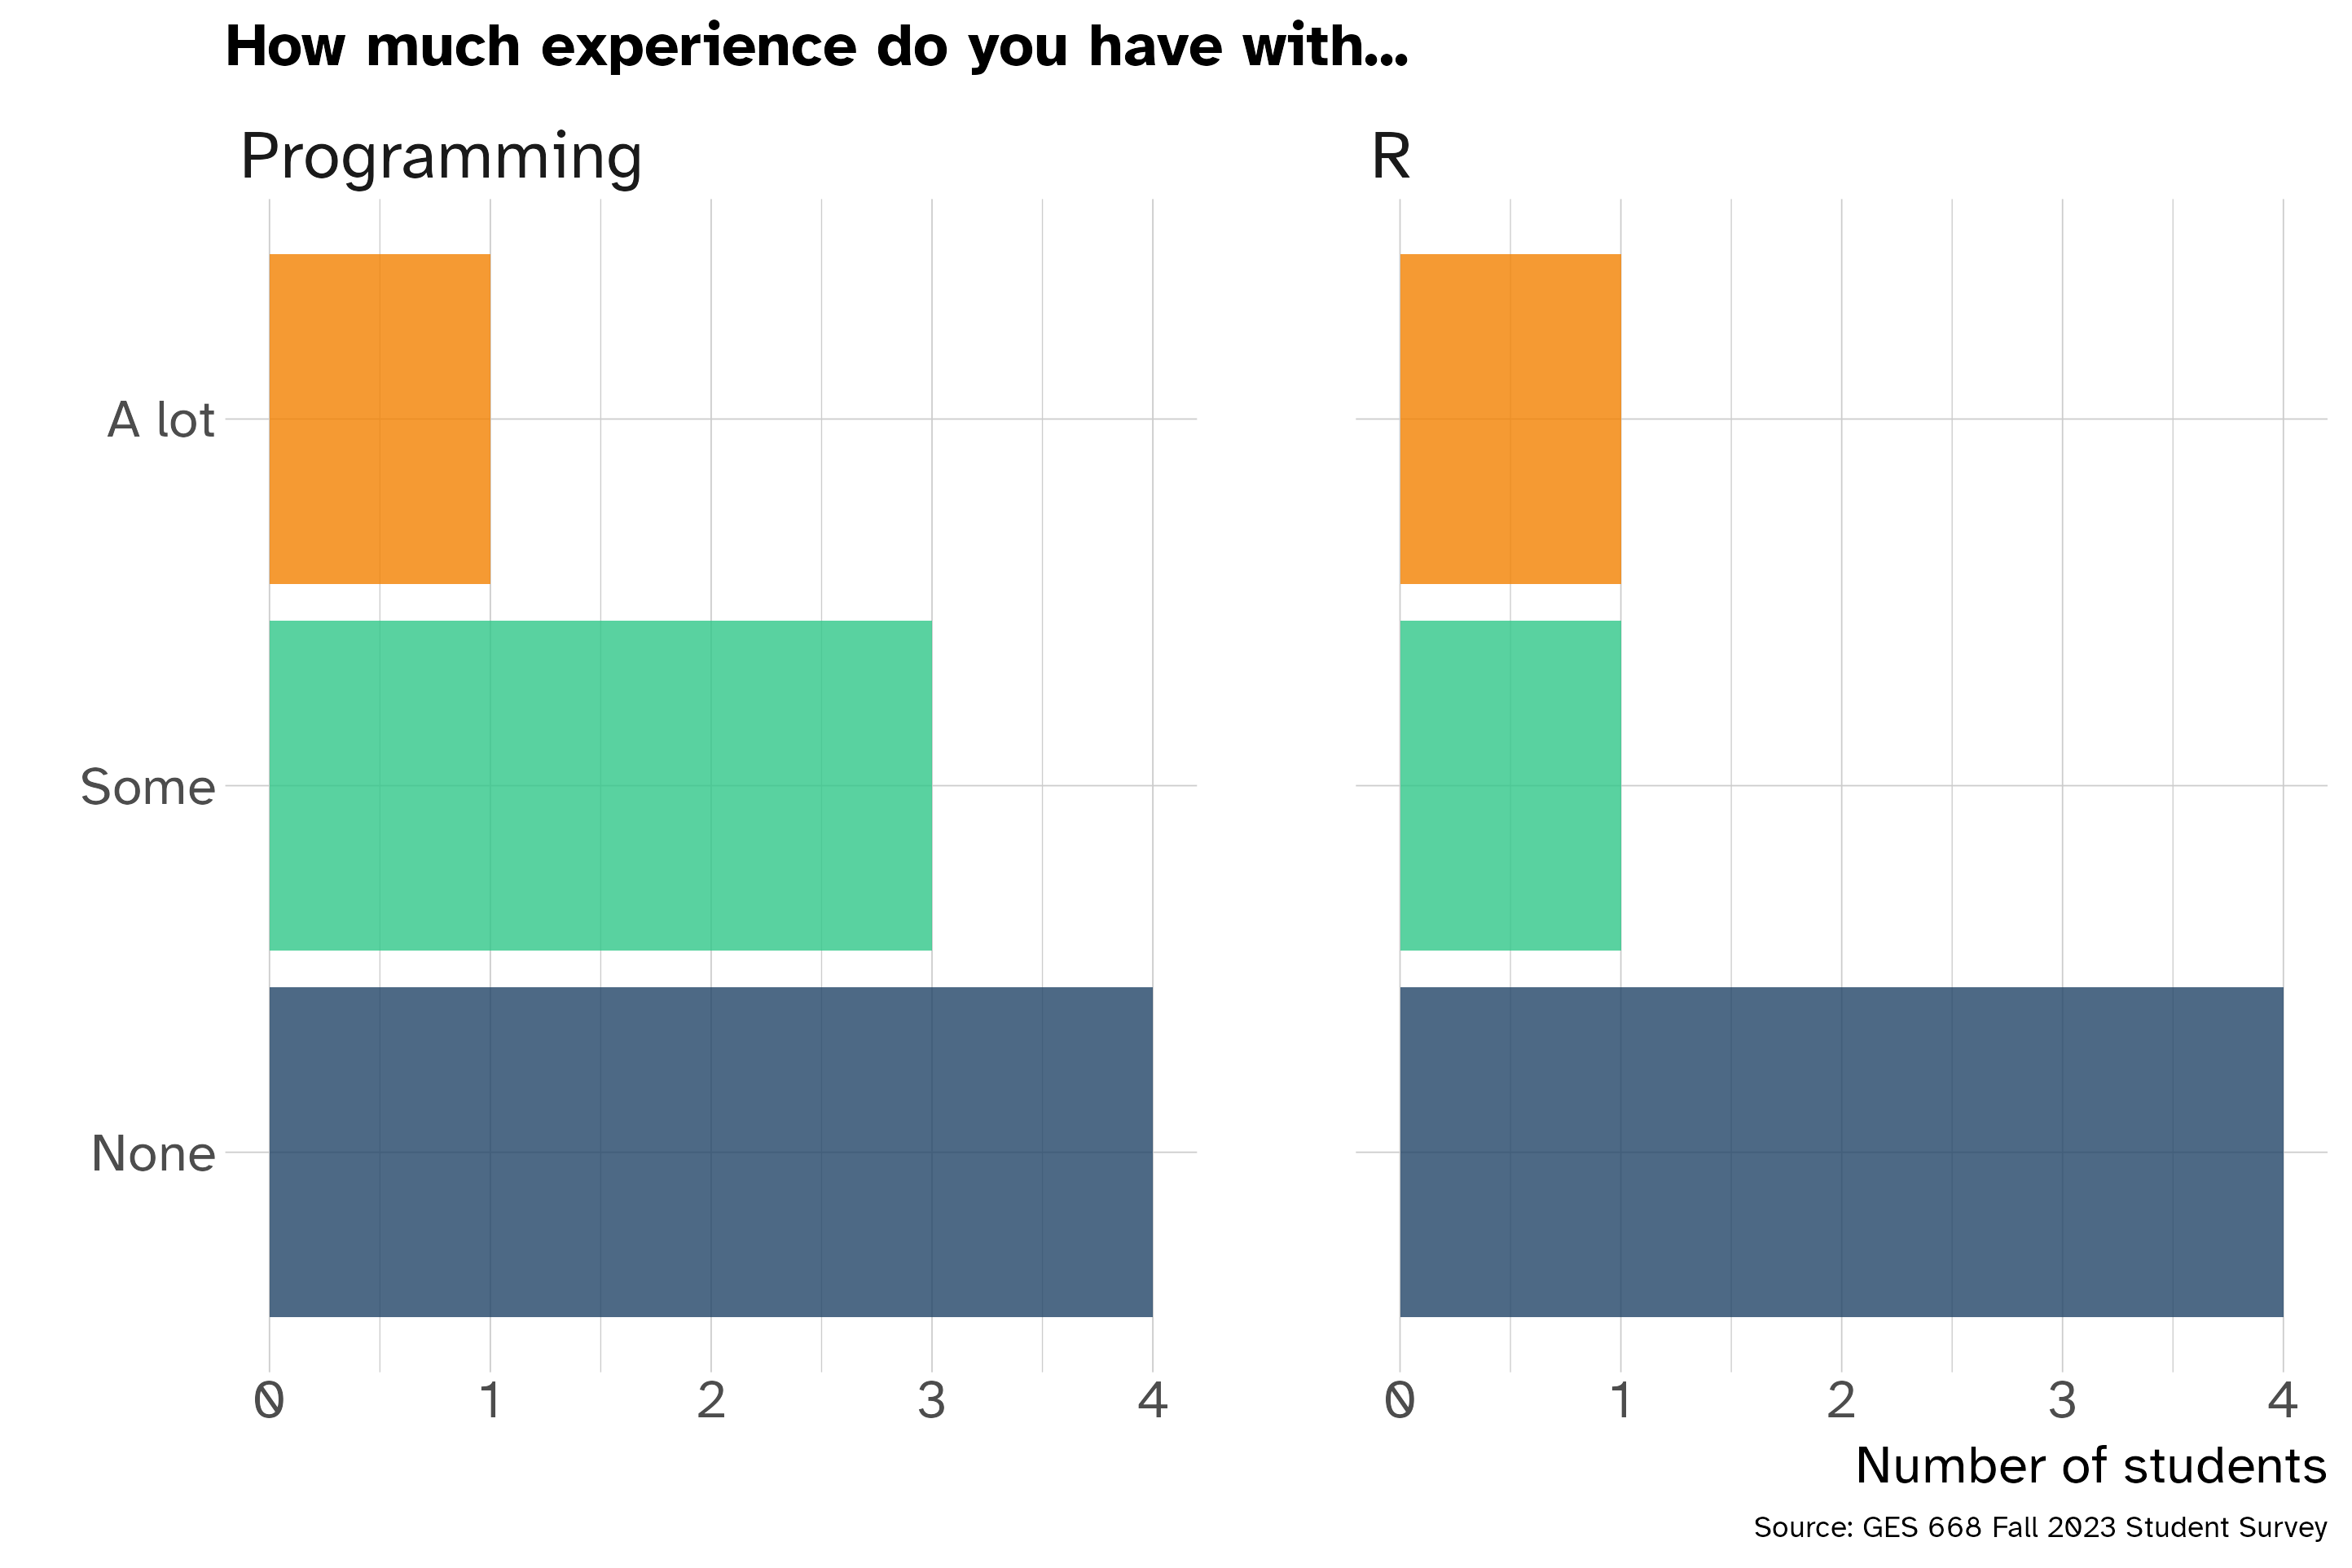 How much experience do you have with...
Programming
R
A lot
Some
None
0 1 2 3 4
0 1 2 3 4
Number of students
Source: GES 668 Fall 2023 Student Survey